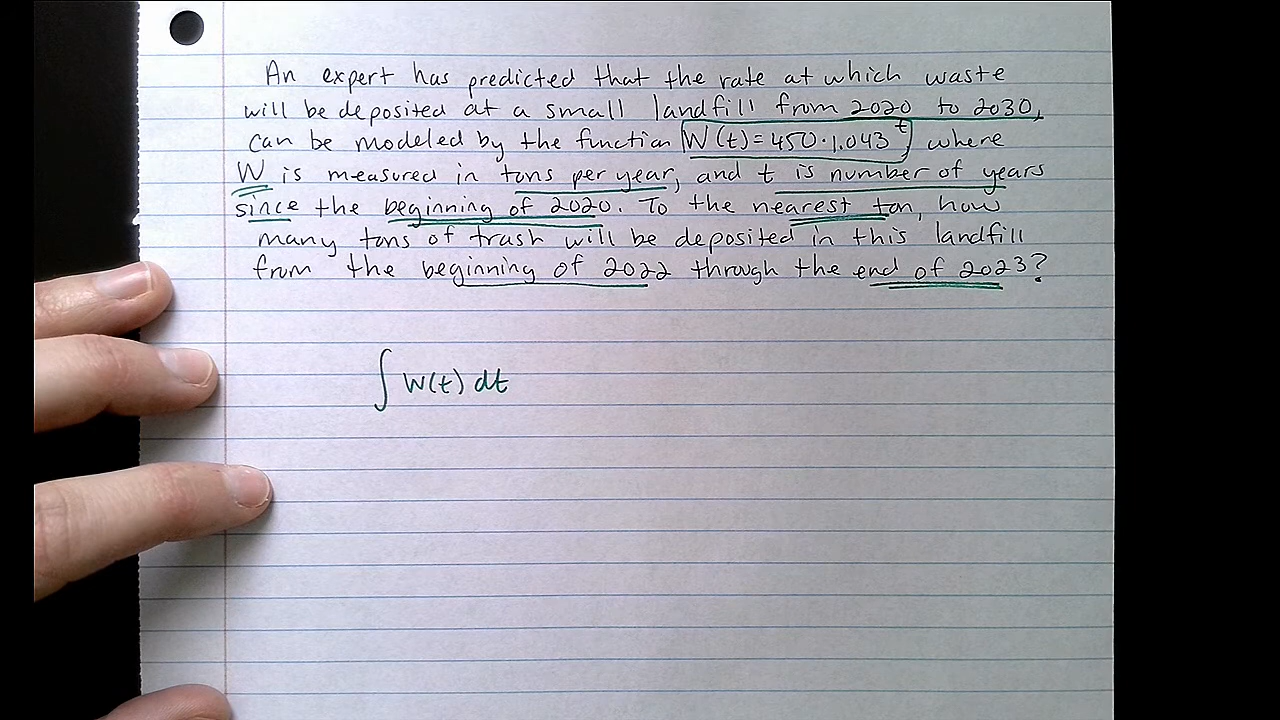 An expert has predicted that the rate at which waste
will be deposited at a small landfill from 2020 to 2030,
can be modeled by the function W(t)=450·1.043^t where
W is measured in tons per year, and t is number of years
since the beginning of 2020. To the nearest ton, how
many tons of trash will be deposited in this landfill
from the beginning of 2022 through the end of 2023?
∫ W(t) dt